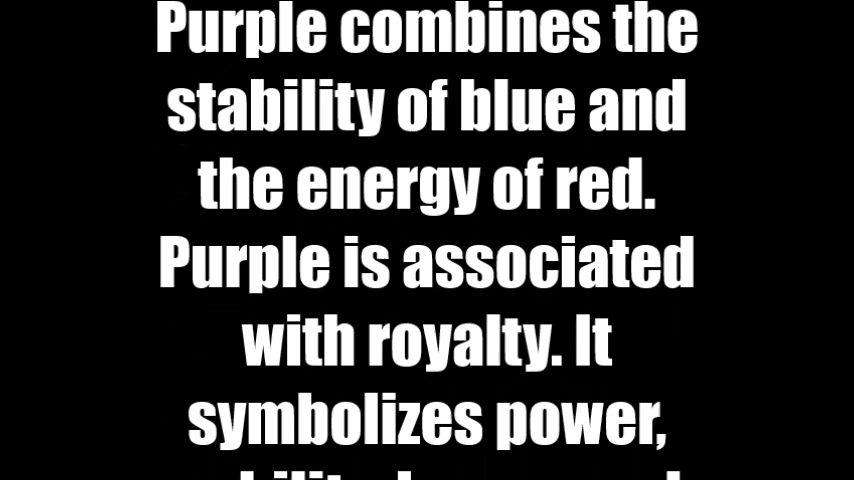 Purple combines the
stability of blue and
the energy of red.
Purple is associated
with royalty. It
symbolizes power,